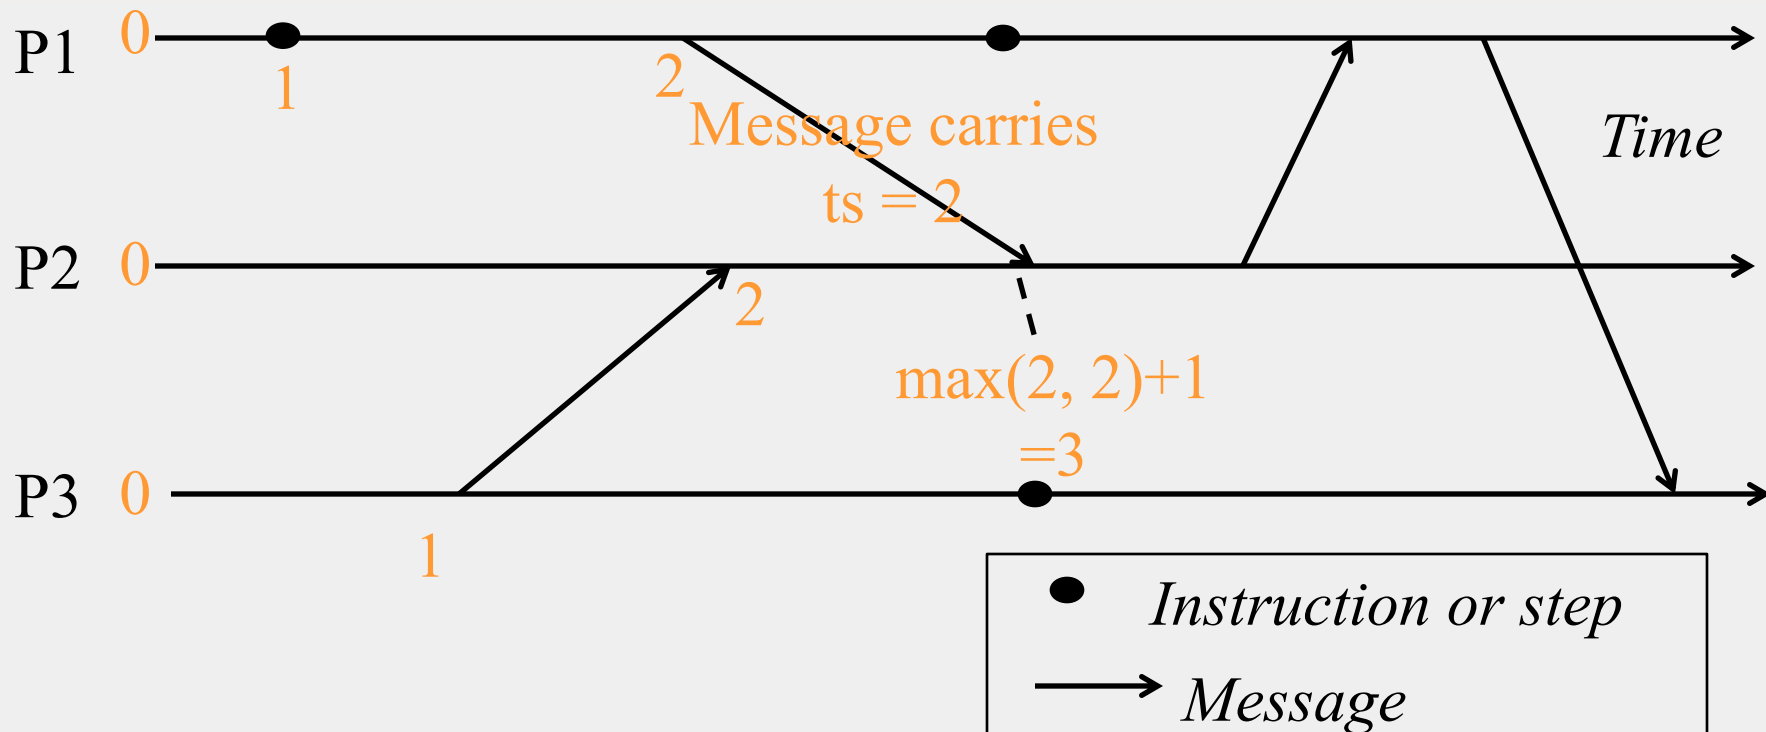 P1 0
1
2
Message carries
ts = 2
Time
P2 0
2
max(2, 2)+1
=3
P3 0
1
Instruction or step
Message